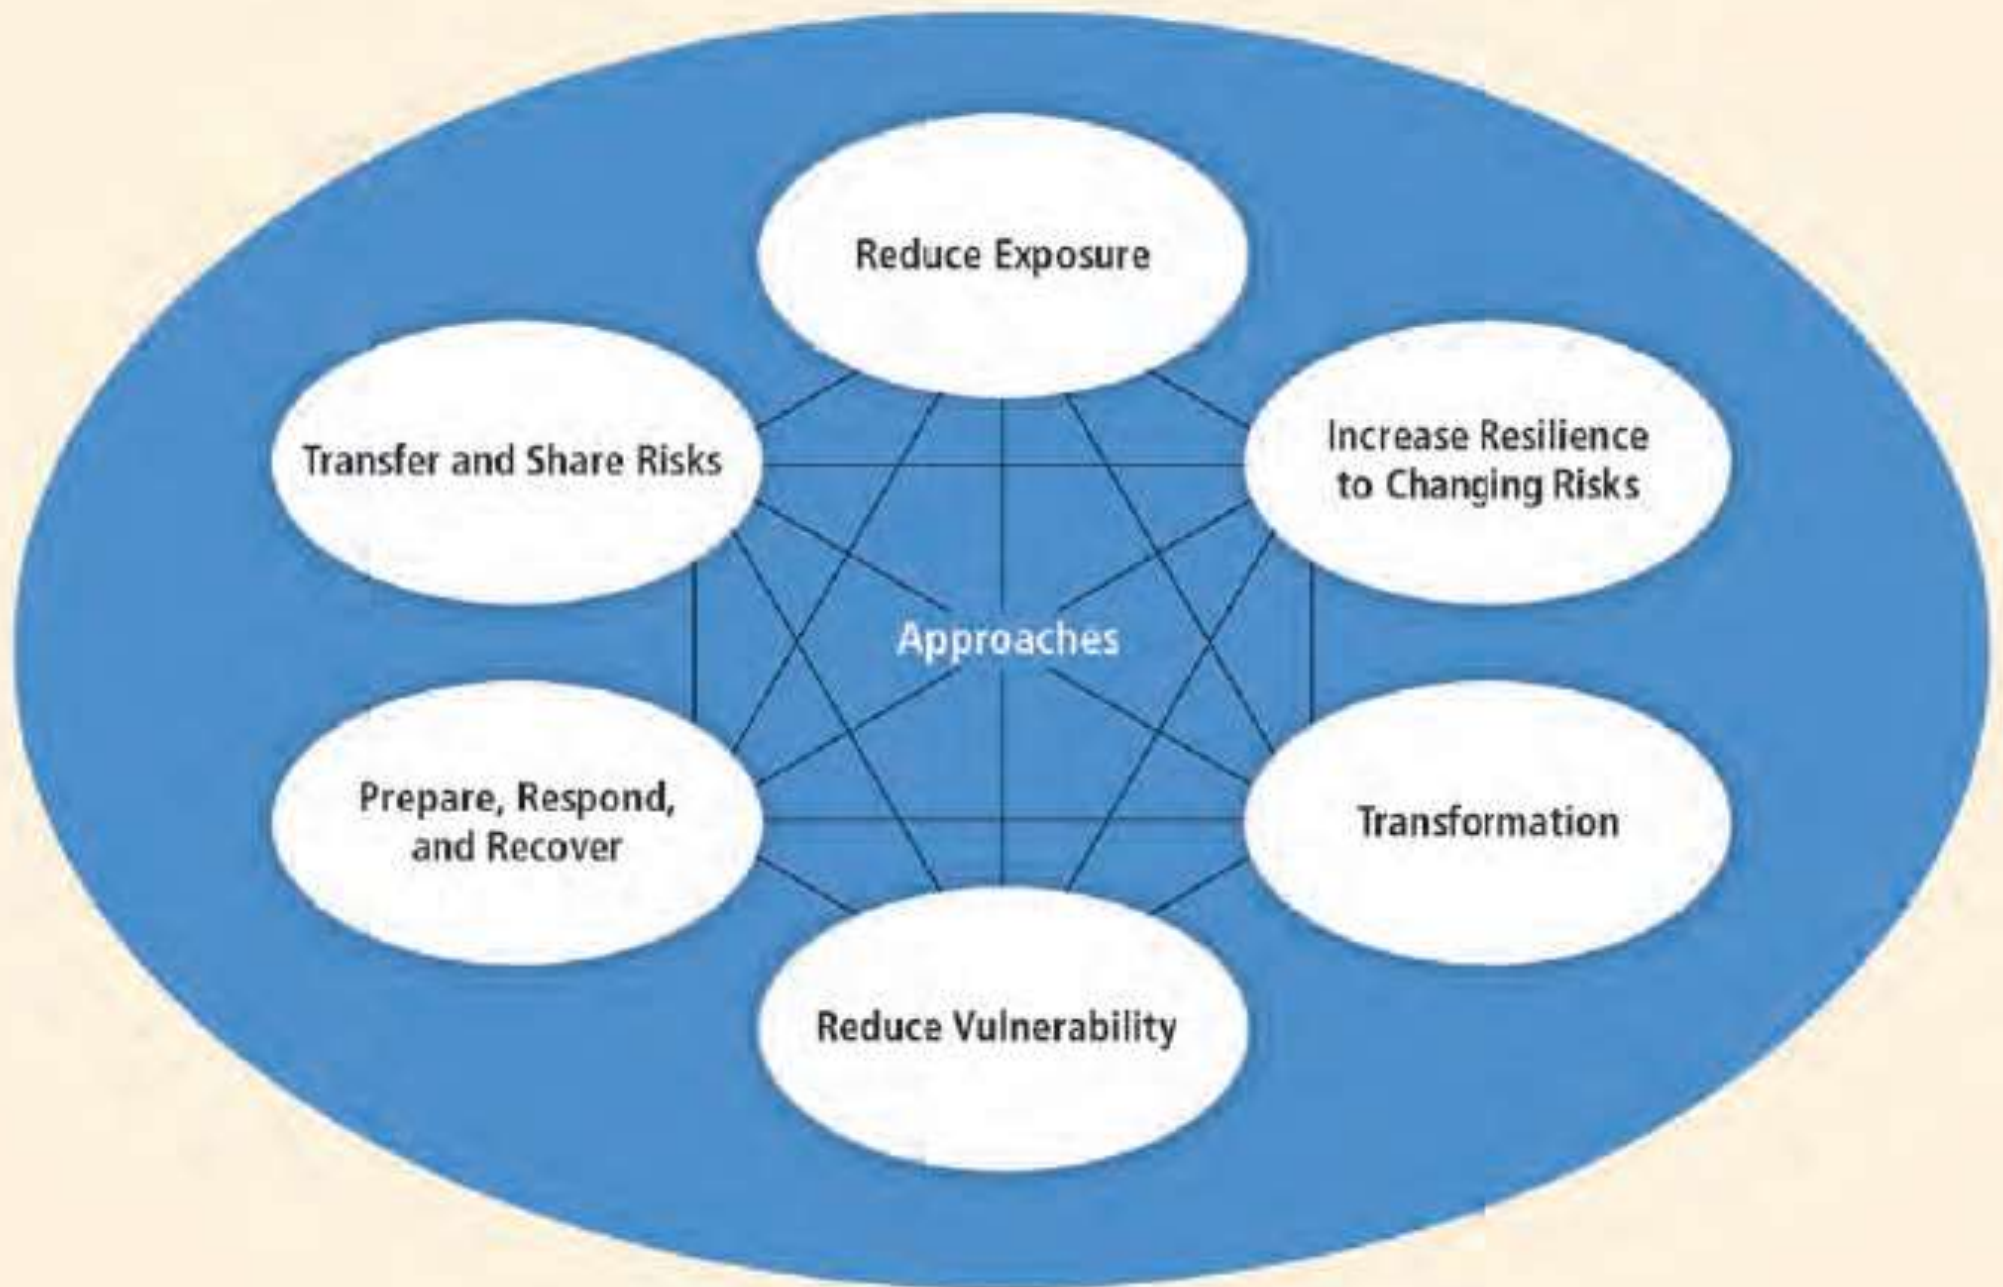 Reduce Exposure
Transfer and Share Risks
Increase Resilience
to Changing Risks
Approaches
Prepare, Respond,
and Recover
Transformation
Reduce Vulnerability